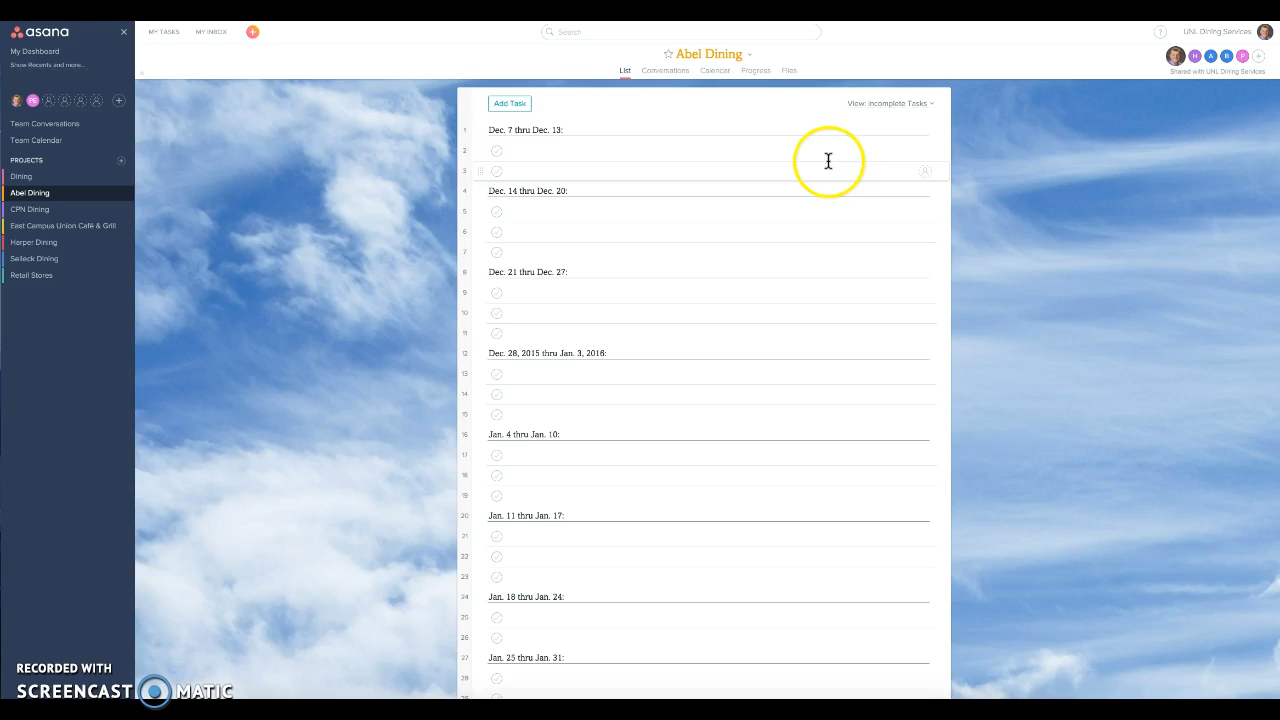 asana
MY TASKS
MY INBOX
Search
?
UNL Dining Services
My Dashboard
Show Recents and more...
Abel Dining
H
A
B
P
List
Conversations
Calendar
Progress
Files
Shared with UNL Dining Services
PE
Team Conversations
Team Calendar
PROJECTS
Dining
Abel Dining
CPN Dining
East Campus Union Café & Grill
Harper Dining
Selleck Dining
Retail Stores
Add Task
View: Incomplete Tasks
1 Dec. 7 thru Dec. 13:
2
3
4 Dec. 14 thru Dec. 20:
5
6
7
8 Dec. 21 thru Dec. 27:
9
10
11
12 Dec. 28, 2015 thru Jan. 3, 2016:
13
14
15
16 Jan. 4 thru Jan. 10:
17
18
19
20 Jan. 11 thru Jan. 17:
21
22
23
24 Jan. 18 thru Jan. 24:
25
26
27 Jan. 25 thru Jan. 31:
28
RECORDED WITH
SCREENCAST MATIC